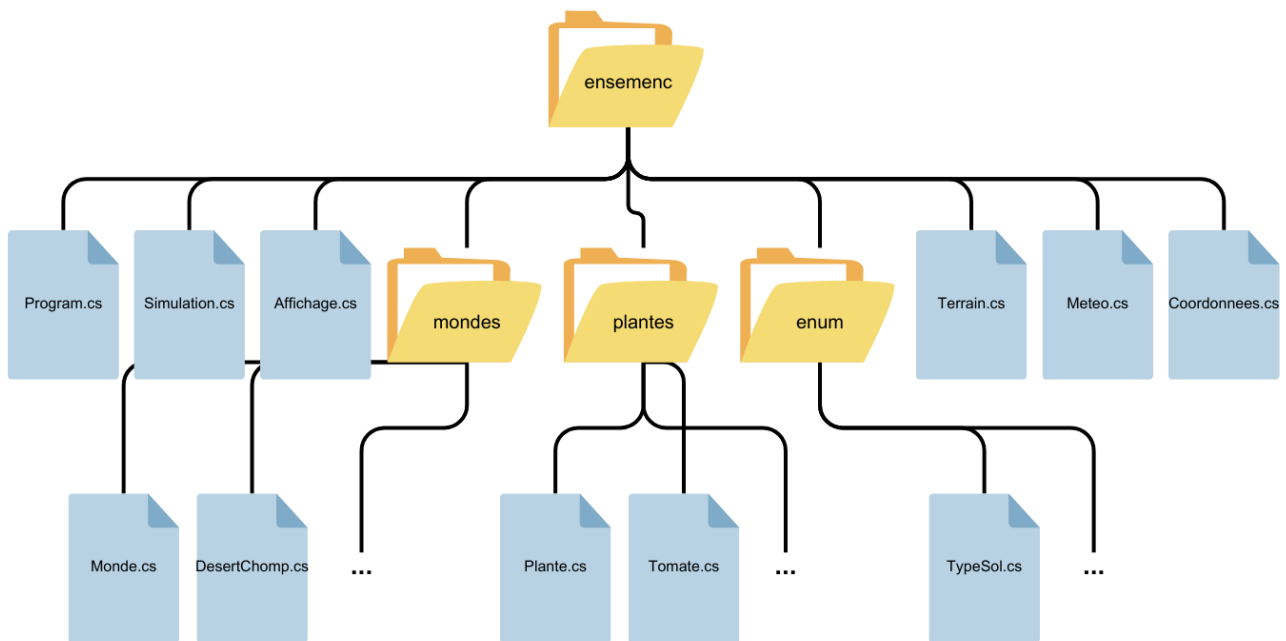 ensemenc
Program.cs
Simulation.cs
Affichage.cs
mondes
plantes
enum
Terrain.cs
Meteo.cs
Coordonnees.cs
Monde.cs
DesertChomp.cs
...
Plante.cs
Tomate.cs
...
TypeSol.cs
...